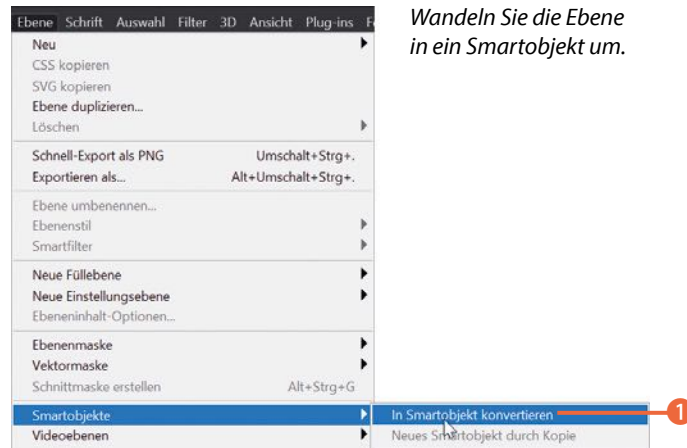 Ebene Schrift Auswahl Filter 3D Ansicht Plug-ins
Wandeln Sie die Ebene
in ein Smartobjekt um.
Neu
CSS kopieren
SVG kopieren
Ebene duplizieren...
Löschen
Schnell-Export als PNG Umschalt+Strg+.
Exportieren als... Alt+Umschalt+Strg+.
Ebene umbenennen...
Ebenenstil
Smartfilter
Neue Füllebene
Neue Einstellungsebene
Ebeneninhalt-Optionen...
Ebenenmaske
Vektormaske
Schnittmaske erstellen Alt+Strg+G
Smartobjekte In Smartobjekt konvertieren 1
Videoebenen Neues Smartobjekt durch Kopie